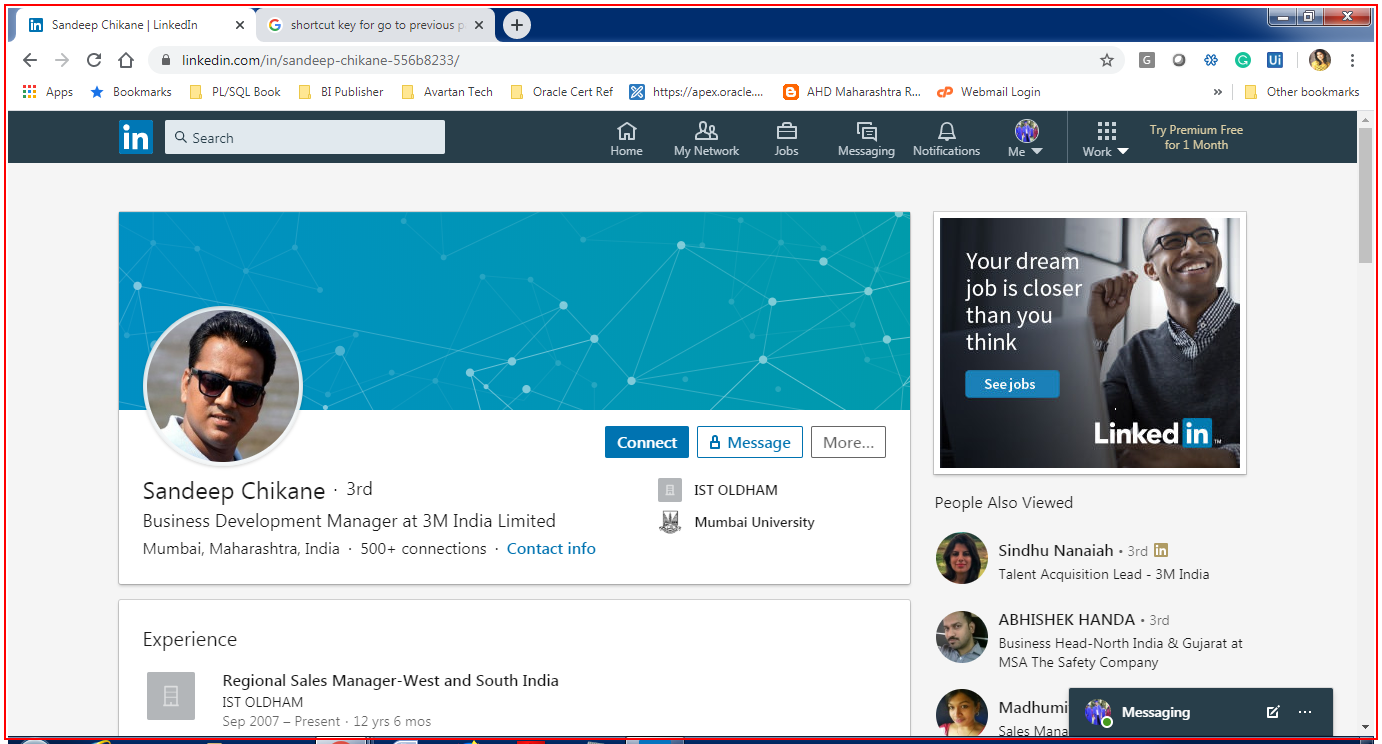 Sandeep Chikane | LinkedIn
shortcut key for go to previous p
linkedin.com/in/sandeep-chikane-556b8233/
G
G
Ui
Apps
Bookmarks
PL/SQL Book
BI Publisher
Avartan Tech
Oracle Cert Ref
https://apex.oracle....
AHD Maharashtra R...
cP
Webmail Login
»
Other bookmarks
in
Search
Home
My Network
Jobs
Messaging
Notifications
Me
Work
Try Premium Free
for 1 Month
Your dream
job is closer
than you
think
See jobs
Linked in ™
Connect
Message
More...
Sandeep Chikane · 3rd
Business Development Manager at 3M India Limited
Mumbai, Maharashtra, India · 500+ connections · Contact info
IST OLDHAM
Mumbai University
Experience
Regional Sales Manager-West and South India
IST OLDHAM
Sep 2007 – Present · 12 yrs 6 mos
People Also Viewed
Sindhu Nanaiah • 3rd in
Talent Acquisition Lead - 3M India
ABHISHEK HANDA • 3rd
Business Head-North India & Gujarat at
MSA The Safety Company
Madhumi
Sales Mana
Messaging